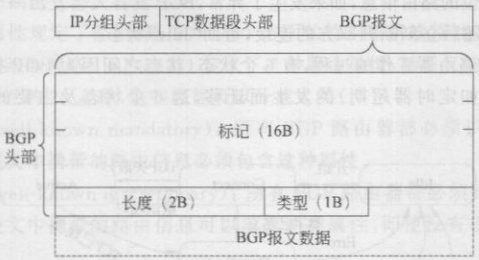 IP分组头部 TCP数据段头部 BGP报文
BGP
头部
标记（16B）
长度（2B） 类型（1B）
BGP报文数据